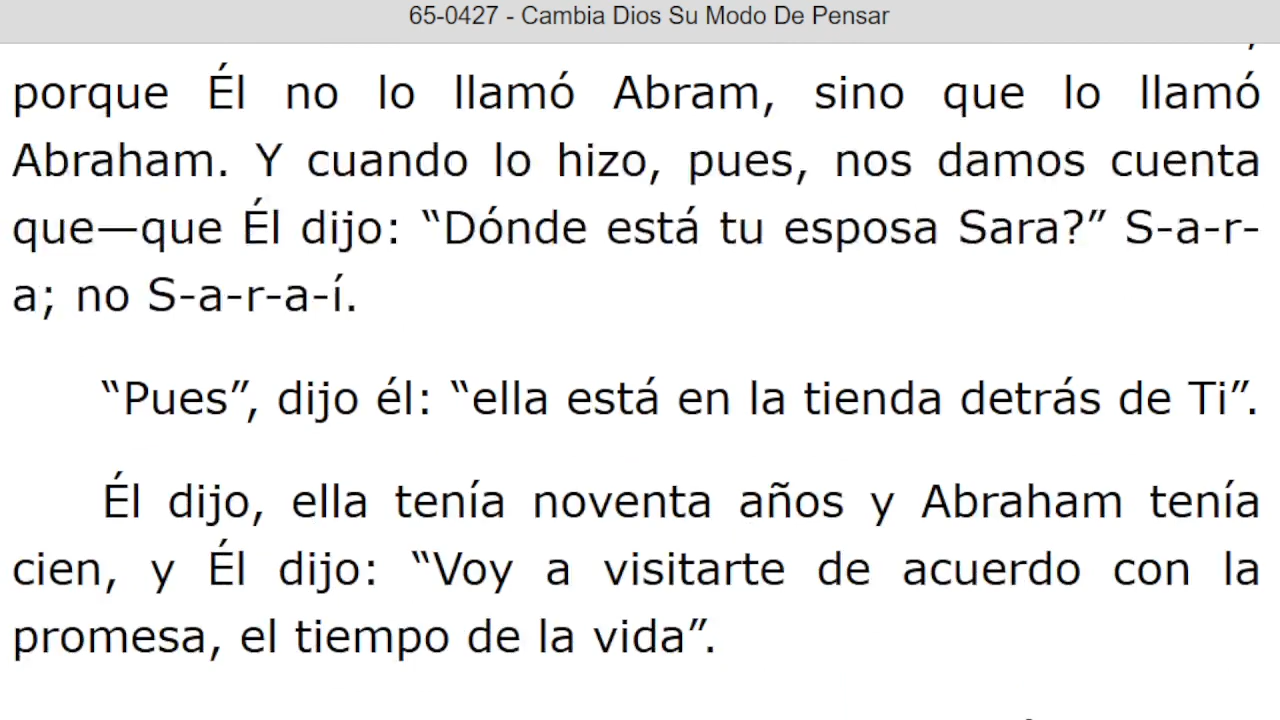 65-0427 - Cambia Dios Su Modo De Pensar
porque Él no lo llamó Abram, sino que lo llamó
Abraham. Y cuando lo hizo, pues, nos damos cuenta
que—que Él dijo: “Dónde está tu esposa Sara?” S-a-r-
a; no S-a-r-a-í.
“Pues”, dijo él: “ella está en la tienda detrás de Ti”.
Él dijo, ella tenía noventa años y Abraham tenía
cien, y Él dijo: “Voy a visitarte de acuerdo con la
promesa, el tiempo de la vida”.